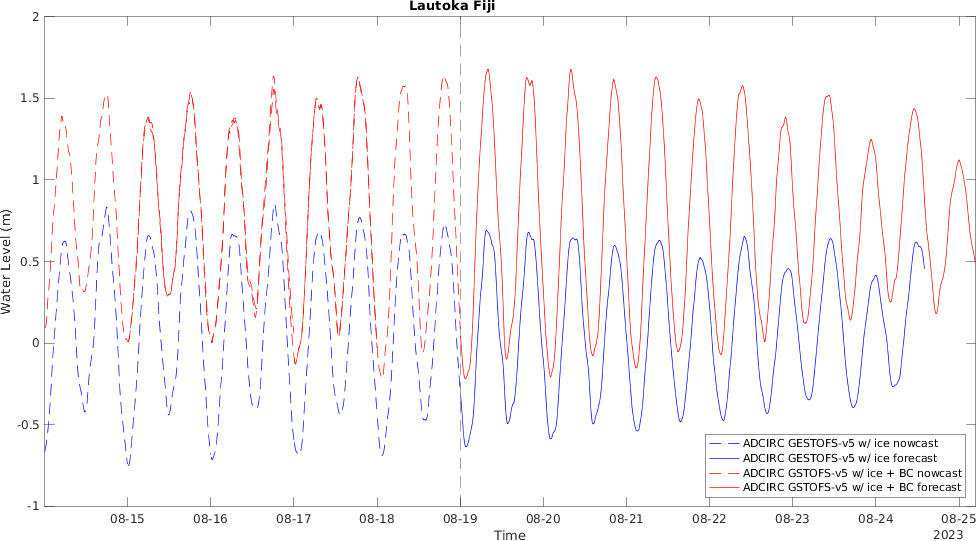 Lautoka Fiji
2
1.5
1
0.5
0
-0.5
-1
Water Level (m)
08-15 08-16 08-17 08-18 08-19 08-20 08-21 08-22 08-23 08-24 08-25
Time
2023
ADCIRC GESTOFS-v5 w/ ice nowcast
ADCIRC GESTOFS-v5 w/ ice forecast
ADCIRC GSTOFS-v5 w/ ice + BC nowcast
ADCIRC GSTOFS-v5 w/ ice + BC forecast